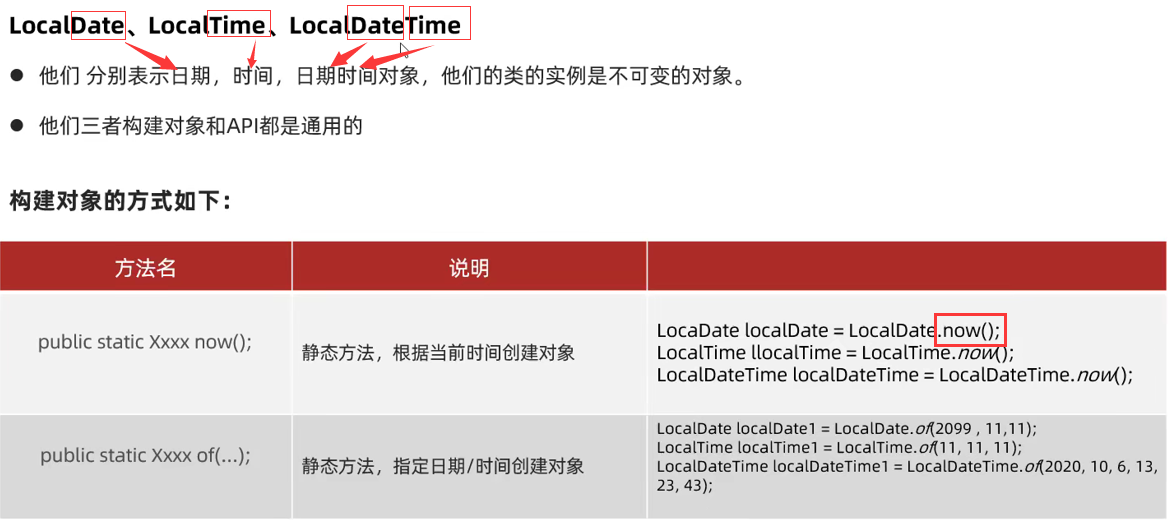 LocalDate、LocalTime、LocalDateTime
● 他们 分别表示日期，时间，日期时间对象，他们的类的实例是不可变的对象。
● 他们三者构建对象和API都是通用的
构建对象的方式如下：
方法名 说明
public static Xxxx now();
静态方法，根据当前时间创建对象
LocaDate localDate = LocalDate.now();
LocalTime llocalTime = LocalTime.now();
LocalDateTime localDateTime = LocalDateTime.now();
public static Xxxx of(...);
静态方法，指定日期/时间创建对象
LocalDate localDate1 = LocalDate.of(2099 , 11,11);
LocalTime localTime1 = LocalTime.of(11, 11, 11);
LocalDateTime localDateTime1 = LocalDateTime.of(2020, 10, 6, 13,
23, 43);